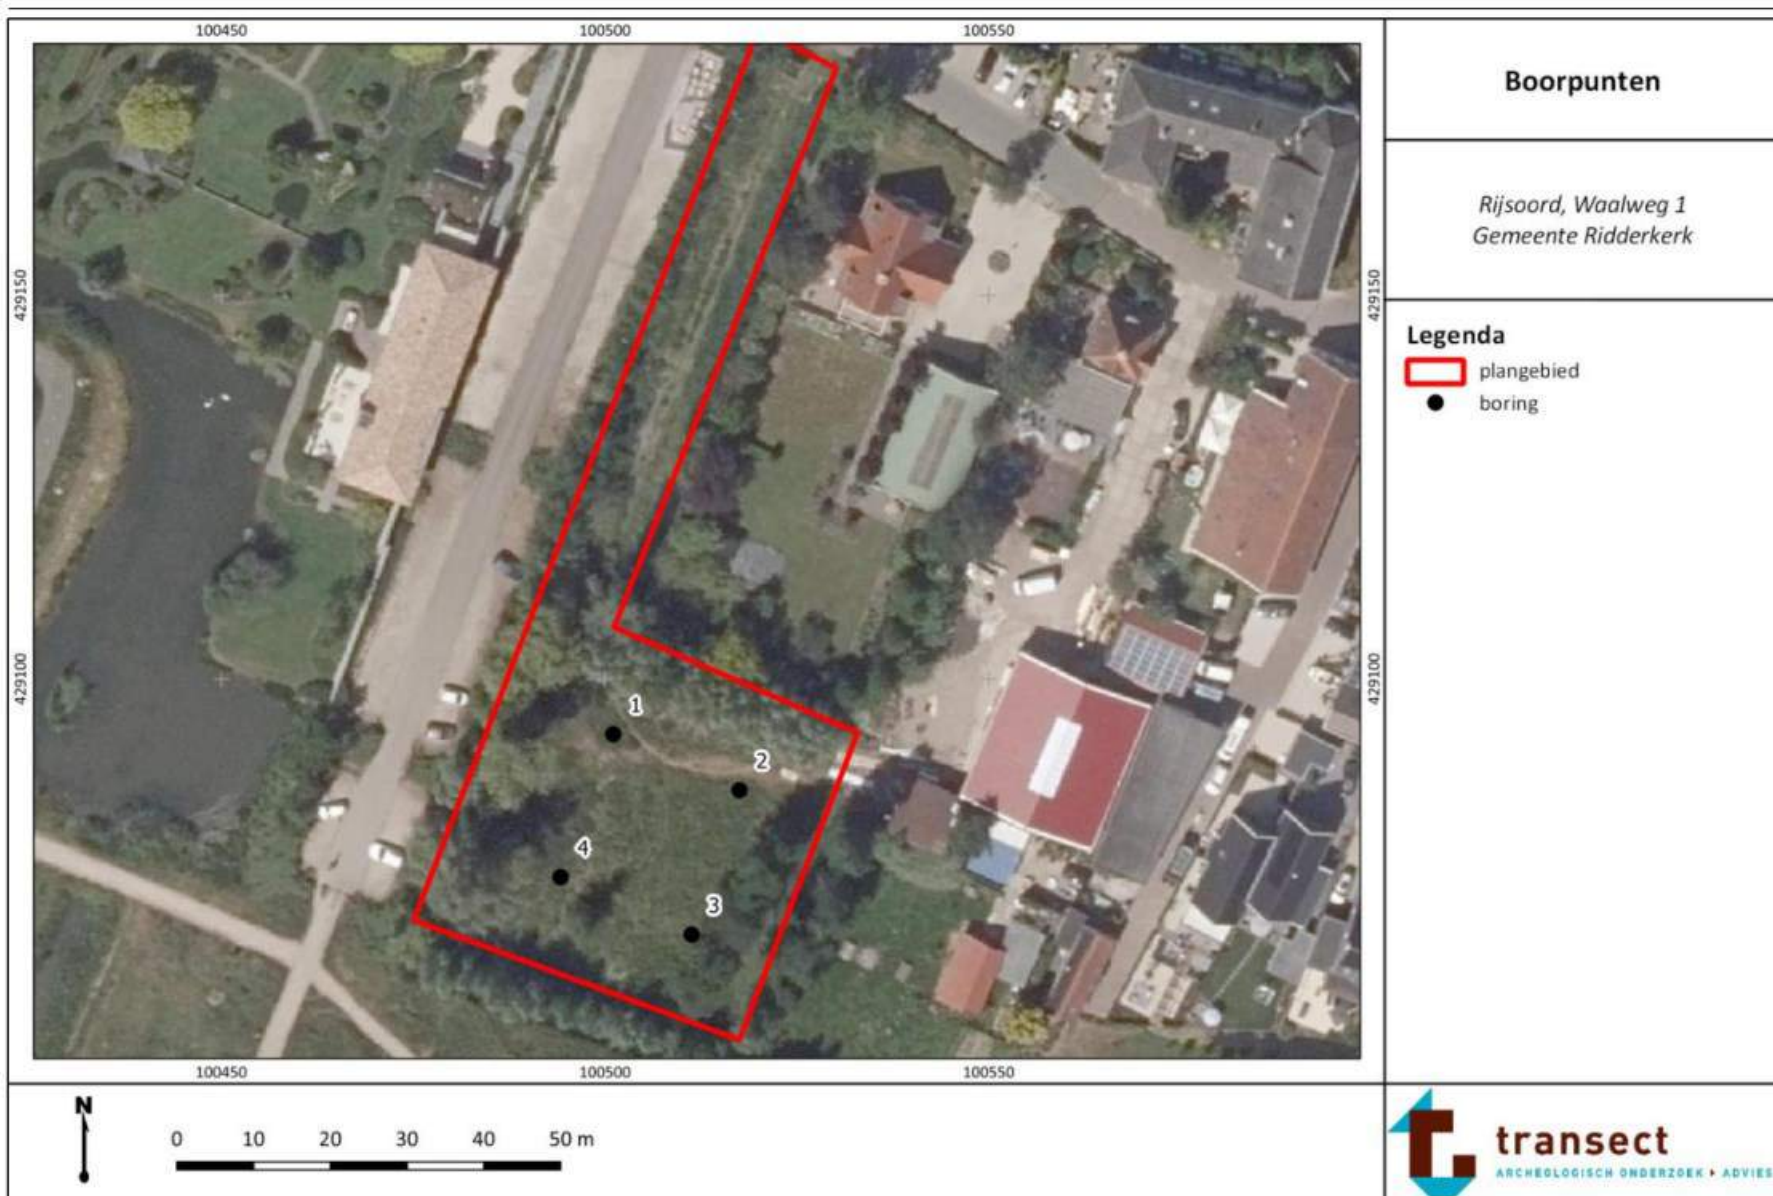 100450 100500 100550
Boorpunten
Rijsoord, Waalweg 1
Gemeente Ridderkerk
429150
429150
Legenda
plangebied
boring
429100
429100
1
2
4
3
100450 100500 100550
N
0 10 20 30 40 50 m
transect
ARCHEOLOGISCH ONDERZOEK ▸ ADVIES